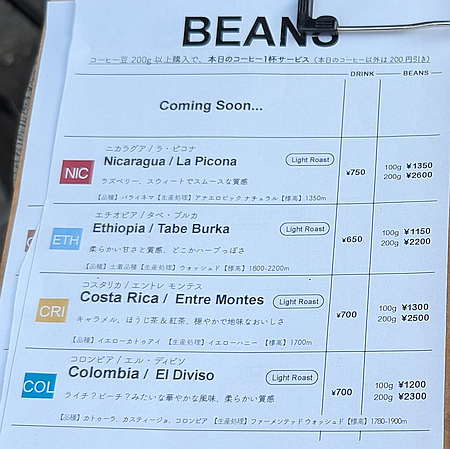 BEANS
コーヒー豆 200g 以上購入で、本日のコーヒー1杯サービス（本日のコーヒー以外は 200 円引き）
DRINK BEANS
Coming Soon...
ニカラグア / ラ・ピコナ
NIC Nicaragua / La Picona Light Roast ¥750 100g ¥1350
200g ¥2600
ラズベリー、スウィートでスムースな質感
【品種】パライネマ【生産処理】アナエロビック ナチュラル【標高】1350m
エチオピア / タベ・ブルカ
ETH Ethiopia / Tabe Burka Light Roast ¥650 100g ¥1150
200g ¥2200
柔らかい甘さと質感、どこかハーブっぽさ
【品種】土着品種【生産処理】ウォッシュド【標高】1800-2200m
コスタリカ / エントレ モンテス
CRI Costa Rica / Entre Montes Light Roast ¥700 100g ¥1300
200g ¥2500
キャラメル、ほうじ茶 & 紅茶、穏やかで地味なおいしさ
【品種】イエローカトゥアイ 【生産処理】イエローハニー 【標高】1700m
コロンビア / エル・ディビソ
COL Colombia / El Diviso Light Roast ¥700 100g ¥1200
200g ¥2300
ライチ？ピーチ？みたいな華やかな風味、柔らかい質感
【品種】カトゥーラ、カスティージョ、コロンビア 【生産処理】ファーメンテッド ウォッシュド【標高】1780-1900m